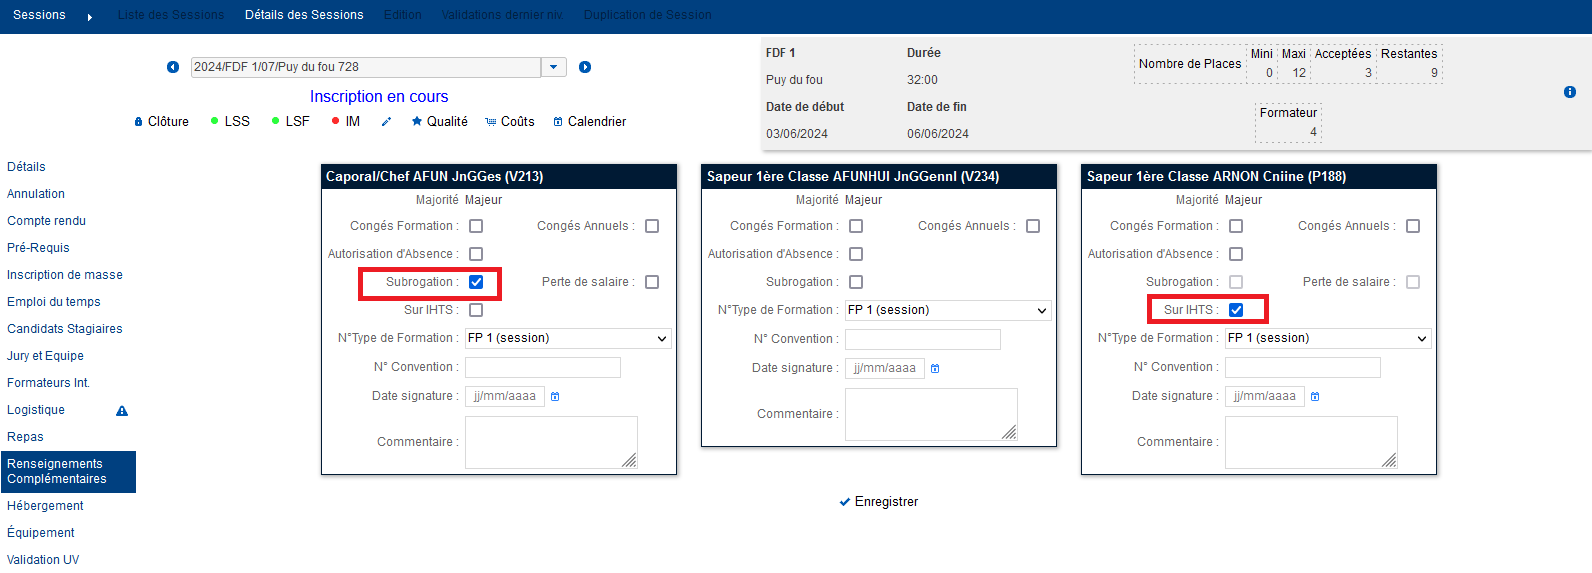 Sessions Liste des Sessions Détails des Sessions Edition Validations dernier niv. Duplication de Session
2024/FDF 1/07/Puy du fou 728
Inscription en cours
Clôture LSS LSF IM Qualité Coûts Calendrier
FDF 1 Durée
Puy du fou 32:00
Date de début Date de fin
03/06/2024 06/06/2024
Nombre de Places Mini Maxi Acceptées Restantes
0 12 3 9
Formateur
4
Détails
Annulation
Compte rendu
Pré-Requis
Inscription de masse
Emploi du temps
Candidats Stagiaires
Jury et Equipe
Formateurs Int.
Logistique
Repas
Renseignements
Complémentaires
Hébergement
Équipement
Validation UV
Caporal/Chef AFUN JnGGes (V213)
Majorité Majeur
Congés Formation : Congés Annuels :
Autorisation d'Absence :
Subrogation : Perte de salaire :
Sur IHTS :
N°Type de Formation : FP 1 (session)
N° Convention :
Date signature : jj/mm/aaaa
Commentaire :
Sapeur 1ère Classe AFUNHUI JnGGennI (V234)
Majorité Majeur
Congés Formation : Congés Annuels :
Autorisation d'Absence :
Subrogation :
N°Type de Formation : FP 1 (session)
N° Convention :
Date signature : jj/mm/aaaa
Commentaire :
Sapeur 1ère Classe ARNON Cniine (P188)
Majorité Majeur
Congés Formation : Congés Annuels :
Autorisation d'Absence :
Subrogation : Perte de salaire :
Sur IHTS :
N°Type de Formation : FP 1 (session)
N° Convention :
Date signature : jj/mm/aaaa
Commentaire :
Enregistrer